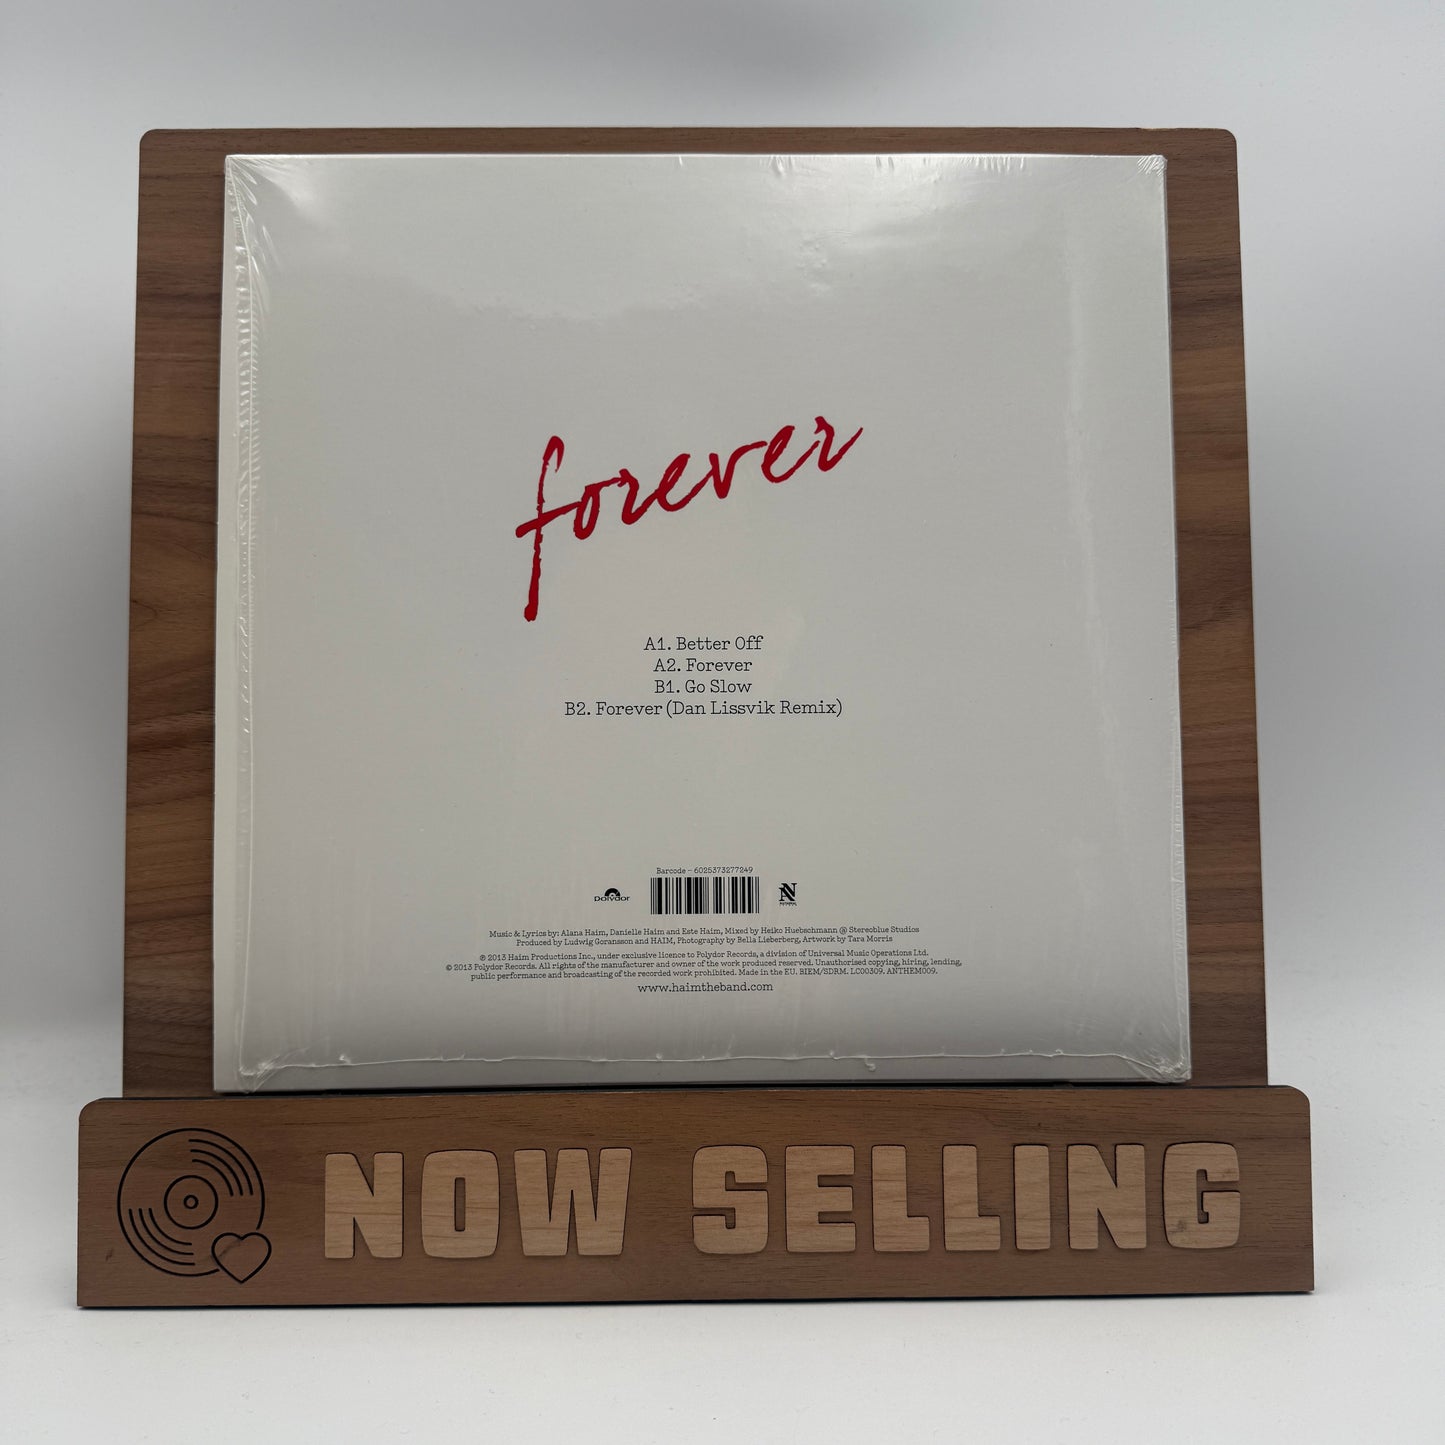 forever
A1. Better Off
A2. Forever
B1. Go Slow
B2. Forever (Dan Lissvik Remix)
Barcode - 6025373277249
Polydor
N
Music & Lyrics by: Alana Haim, Danielle Haim and Este Haim, Mixed by Heiko Huebschmann @ Stereoblue Studios
Produced by Ludwig Goransson and HAIM, Photography by Bella Lieberberg, Artwork by Tara Morris
℗ 2013 Haim Productions Inc., under exclusive licence to Polydor Records, a division of Universal Music Operations Ltd.
© 2013 Polydor Records. All rights of the manufacturer and owner of the work produced reserved. Unauthorised copying, hiring, lending,
public performance and broadcasting of the recorded work prohibited. Made in the EU. BIEM/SDRM. LC00309. ANTHEM009.
www.haimtheband.com
NOW SELLING